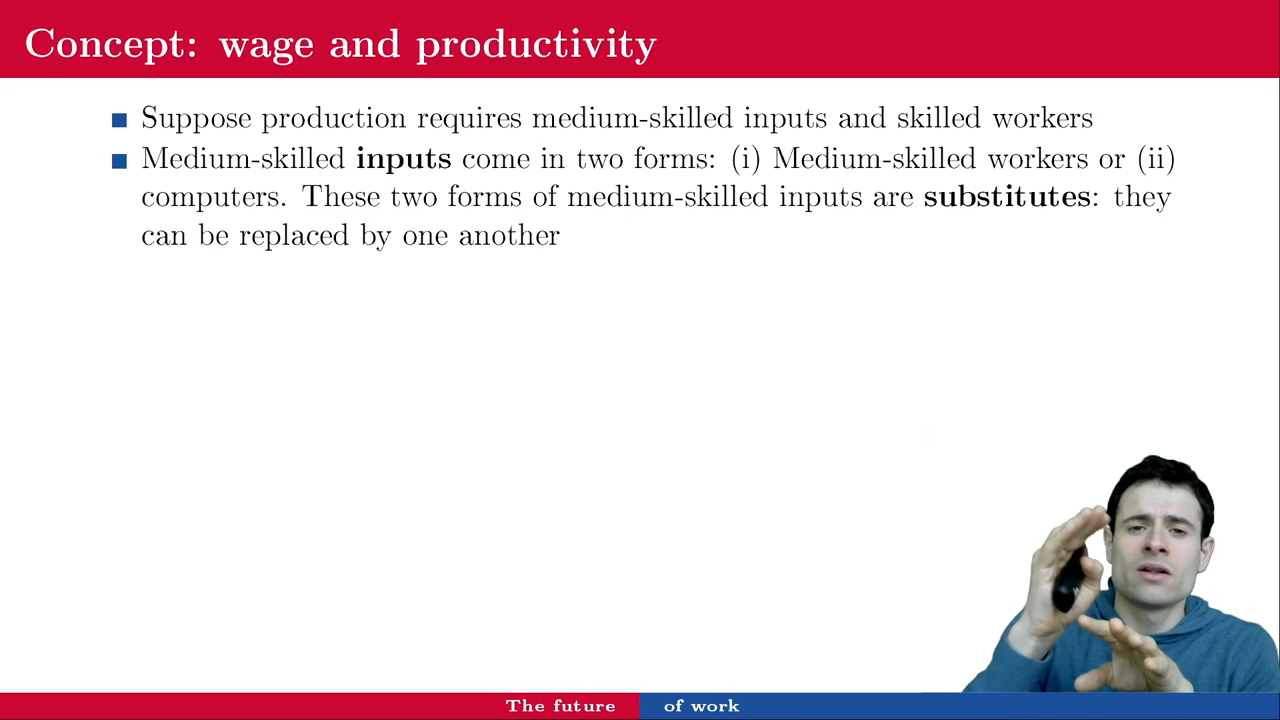 Concept: wage and productivity
Suppose production requires medium-skilled inputs and skilled workers
Medium-skilled inputs come in two forms: (i) Medium-skilled workers or (ii)
computers. These two forms of medium-skilled inputs are substitutes: they
can be replaced by one another
The future of work